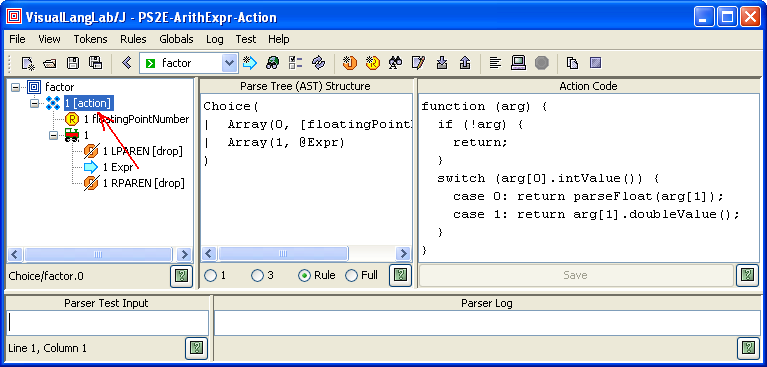 VisualLangLab/J - PS2E-ArithExpr-Action
File View Tokens Rules Globals Log Test Help
factor
factor
1 [action]
1 floatingPointNumber
1
1 LPAREN [drop]
1 Expr
1 RPAREN [drop]
Choice/factor.0
Parse Tree (AST) Structure
Choice(
| Array(0, [floatingPoint
| Array(1, @Expr)
)
1 3 Rule Full
Action Code
function (arg) {
if (!arg) {
return;
}
switch (arg[0].intValue()) {
case 0: return parseFloat(arg[1]);
case 1: return arg[1].doubleValue();
}
}
Save
Parser Test Input
Line 1, Column 1
Parser Log